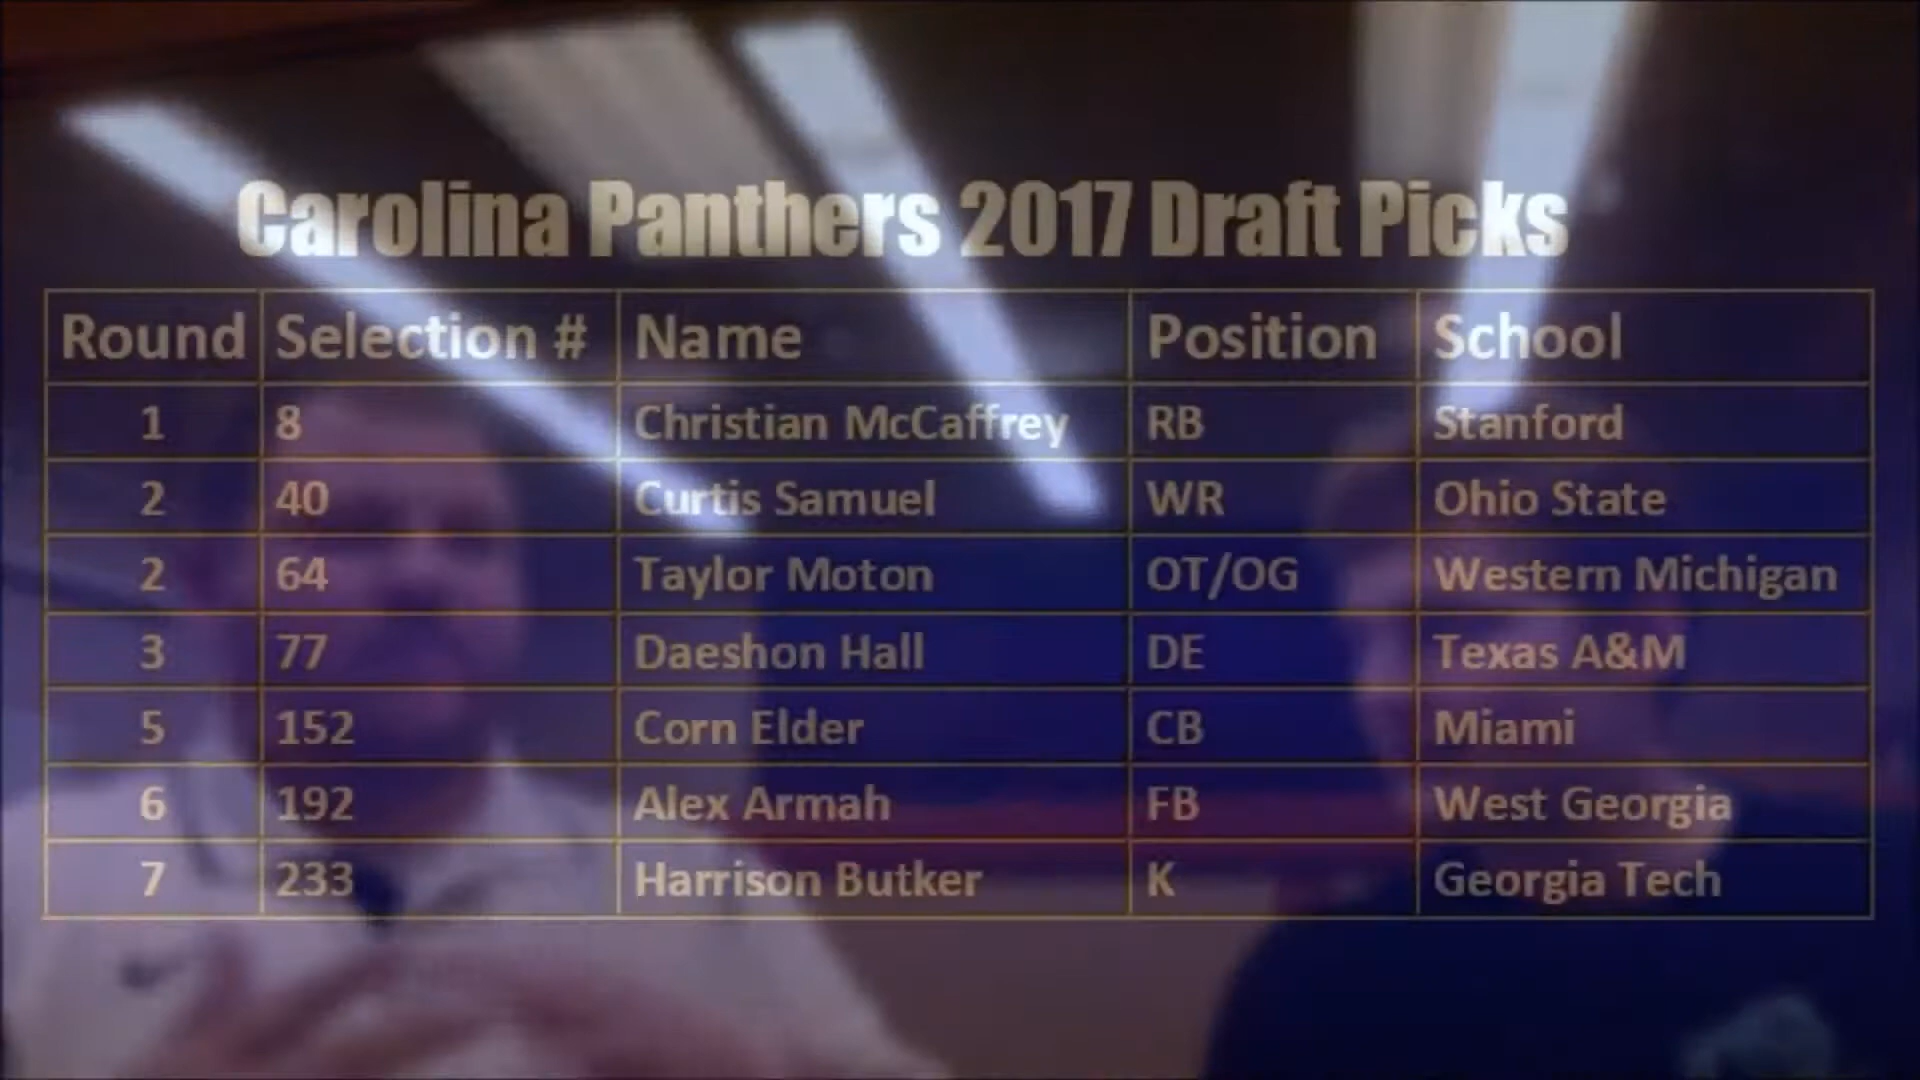 Carolina Panthers 2017 Draft Picks
Round Selection # Name Position School
1 8 Christian McCaffrey RB Stanford
2 40 Curtis Samuel WR Ohio State
2 64 Taylor Moton OT/OG Western Michigan
3 77 Daeshon Hall DE Texas A&M
5 152 Corn Elder CB Miami
6 192 Alex Armah FB West Georgia
7 233 Harrison Butker K Georgia Tech